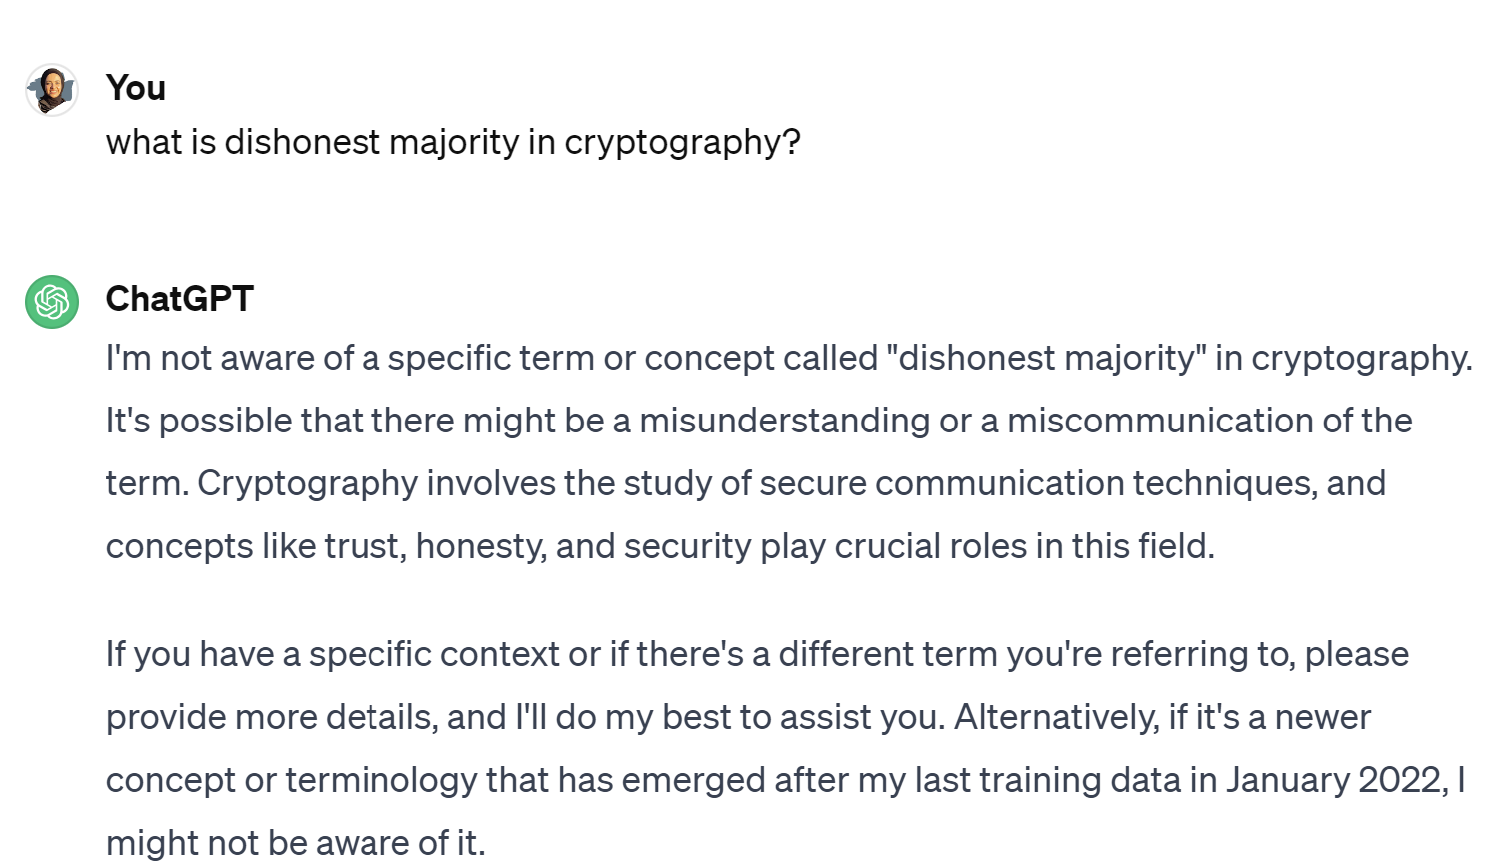 You
what is dishonest majority in cryptography?
ChatGPT
I'm not aware of a specific term or concept called "dishonest majority" in cryptography.
It's possible that there might be a misunderstanding or a miscommunication of the
term. Cryptography involves the study of secure communication techniques, and
concepts like trust, honesty, and security play crucial roles in this field.
If you have a specific context or if there's a different term you're referring to, please
provide more details, and I'll do my best to assist you. Alternatively, if it's a newer
concept or terminology that has emerged after my last training data in January 2022, I
might not be aware of it.